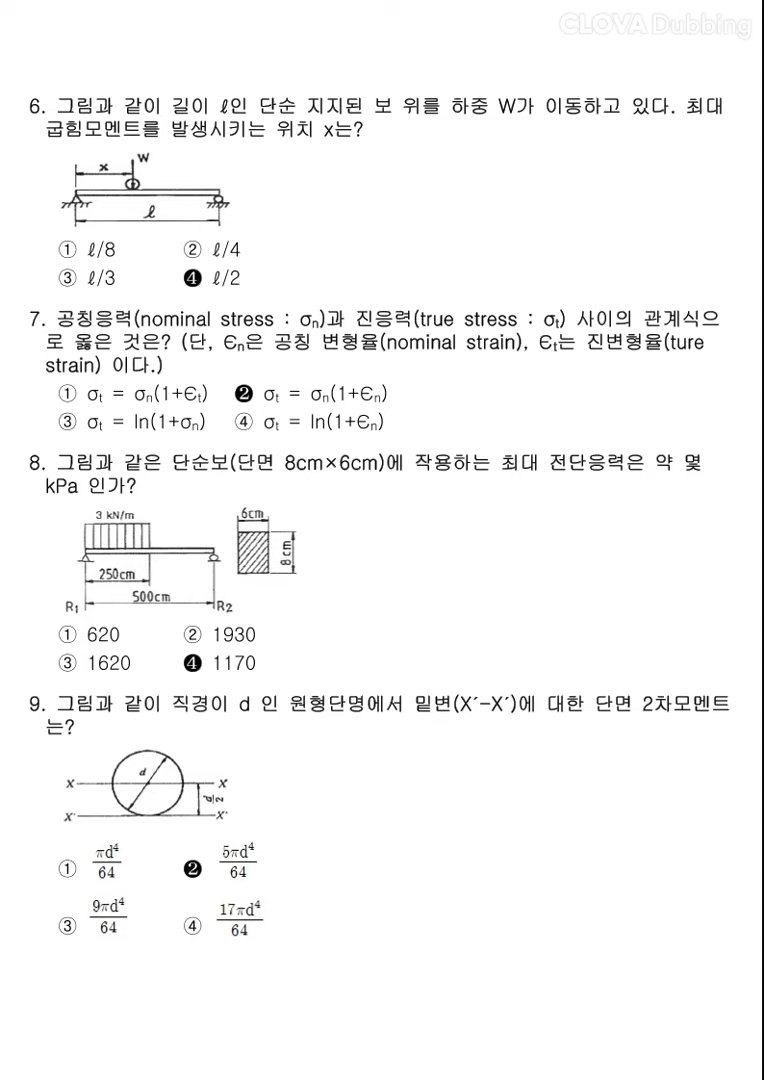 CLOVA Dubbing
6. 그림과 같이 길이 ℓ인 단순 지지된 보 위를 하중 W가 이동하고 있다. 최대
굽힘모멘트를 발생시키는 위치 x는?
x
W
ℓ
① ℓ/8 ② ℓ/4
③ ℓ/3 ❹ ℓ/2
7. 공칭응력(nominal stress : σn)과 진응력(true stress : σt) 사이의 관계식으
로 옳은 것은? (단, Єn은 공칭 변형율(nominal strain), Єt는 진변형율(ture
strain) 이다.)
① σt = σn(1+Єt) ❷ σt = σn(1+Єn)
③ σt = ln(1+σn) ④ σt = ln(1+Єn)
8. 그림과 같은 단순보(단면 8cm×6cm)에 작용하는 최대 전단응력은 약 몇
kPa 인가?
3 kN/m
6cm
8cm
250cm
500cm
R1 R2
① 620 ② 1930
③ 1620 ❹ 1170
9. 그림과 같이 직경이 d 인 원형단명에서 밑변(X´-X´)에 대한 단면 2차모멘트
는?
d
X X
d/2
X' X'
① πd⁴/64 ❷ 5πd⁴/64
③ 9πd⁴/64 ④ 17πd⁴/64